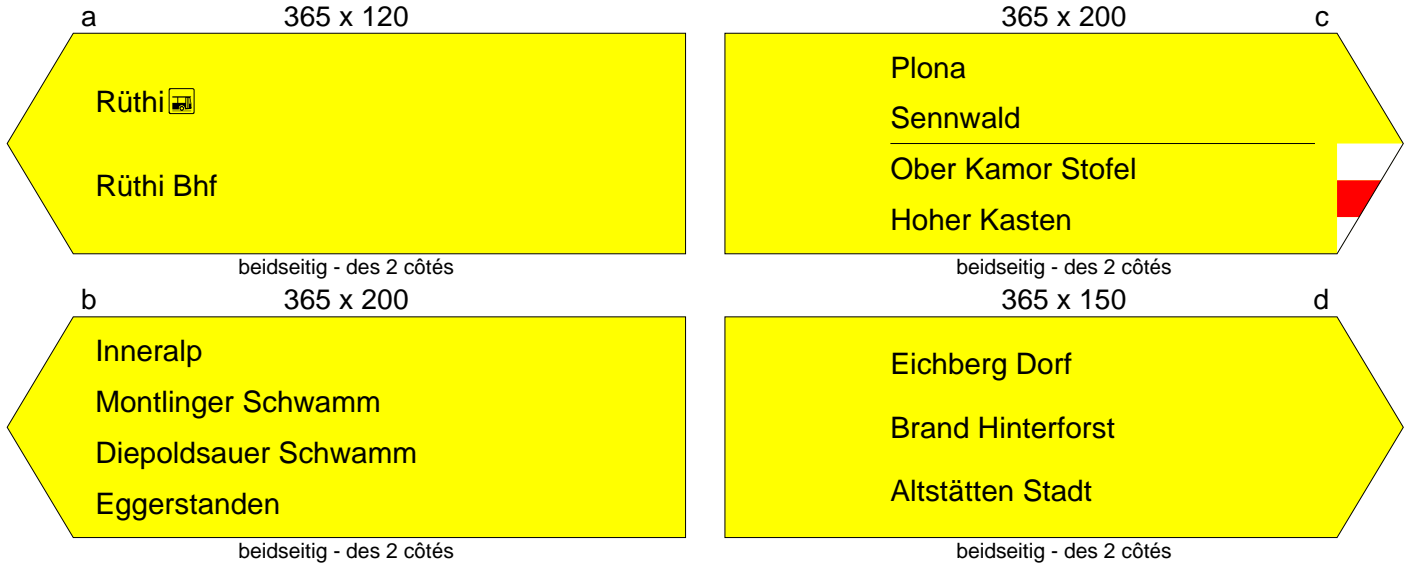 a 365 x 120
Rüthi
Rüthi Bhf
beidseitig - des 2 côtés
365 x 200 c
Plona
Sennwald
Ober Kamor Stofel
Hoher Kasten
beidseitig - des 2 côtés
b 365 x 200
Inneralp
Montlinger Schwamm
Diepoldsauer Schwamm
Eggerstanden
beidseitig - des 2 côtés
365 x 150 d
Eichberg Dorf
Brand Hinterforst
Altstätten Stadt
beidseitig - des 2 côtés